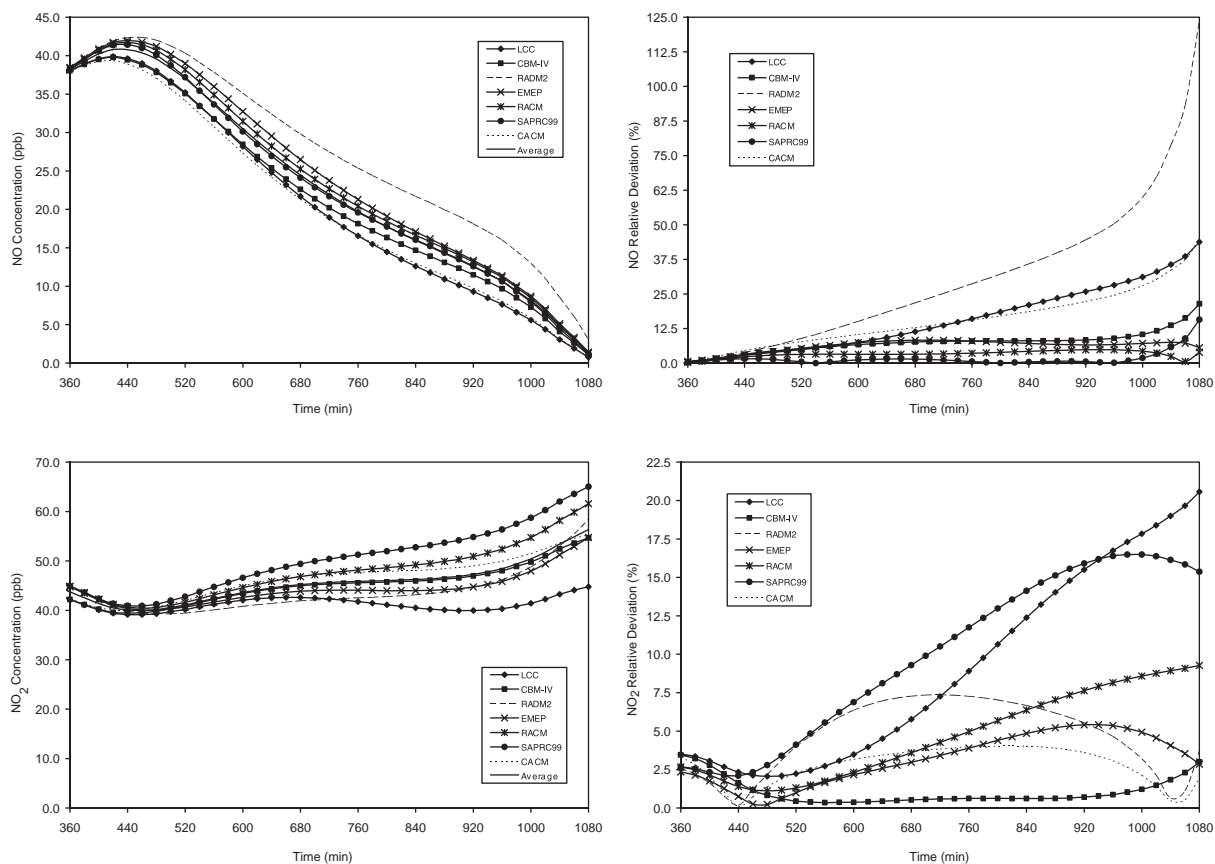 NO Concentration (ppb)
45.0
40.0
35.0
30.0
25.0
20.0
15.0
10.0
5.0
0.0
360 440 520 600 680 760 840 920 1000 1080
Time (min)
LCC
CBM-IV
RADM2
EMEP
RACM
SAPRC99
CACM
Average
NO Relative Deviation (%)
125.0
112.5
100.0
87.5
75.0
62.5
50.0
37.5
25.0
12.5
0.0
360 440 520 600 680 760 840 920 1000 1080
Time (min)
LCC
CBM-IV
RADM2
EMEP
RACM
SAPRC99
CACM
NO2 Concentration (ppb)
70.0
60.0
50.0
40.0
30.0
20.0
10.0
0.0
360 440 520 600 680 760 840 920 1000 1080
Time (min)
LCC
CBM-IV
RADM2
EMEP
RACM
SAPRC99
CACM
Average
NO2 Relative Deviation (%)
22.5
20.0
17.5
15.0
12.5
10.0
7.5
5.0
2.5
0.0
360 440 520 600 680 760 840 920 1000 1080
Time (min)
LCC
CBM-IV
RADM2
EMEP
RACM
SAPRC99
CACM